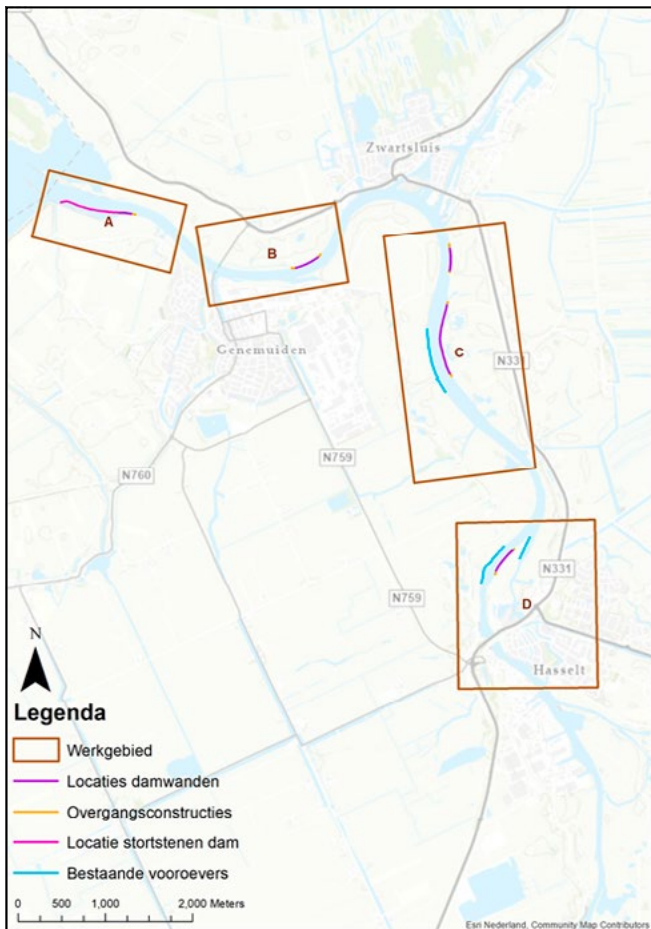 Zwartsluis
A
B
C
N331
Genemuiden
N760
N759
N331
N759
D
Hasselt
N
Legenda
Werkgebied
Locaties damwanden
Overgangsconstructies
Locatie stortstenen dam
Bestaande vooroevers
0 500 1,000 2,000 Meters
Esri Nederland, Community Map Contributors